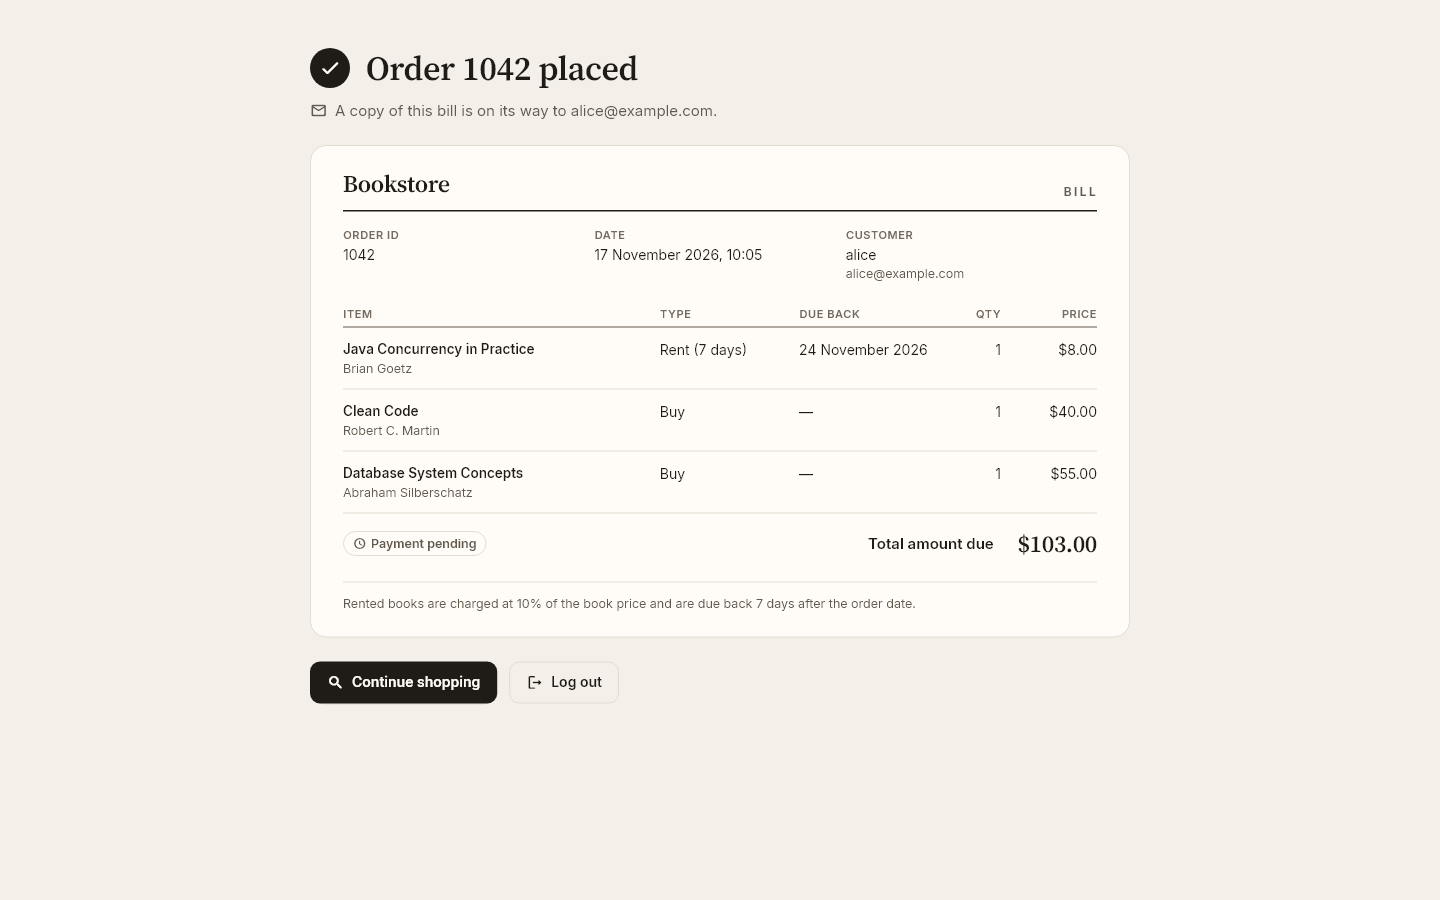 Order 1042 placed
A copy of this bill is on its way to alice@example.com.
Bookstore
BILL
ORDER ID DATE CUSTOMER
1042 17 November 2026, 10:05 alice
alice@example.com
ITEM TYPE DUE BACK QTY PRICE
Java Concurrency in Practice Rent (7 days) 24 November 2026 1 $8.00
Brian Goetz
Clean Code Buy — 1 $40.00
Robert C. Martin
Database System Concepts Buy — 1 $55.00
Abraham Silberschatz
Payment pending Total amount due $103.00
Rented books are charged at 10% of the book price and are due back 7 days after the order date.
Continue shopping Log out